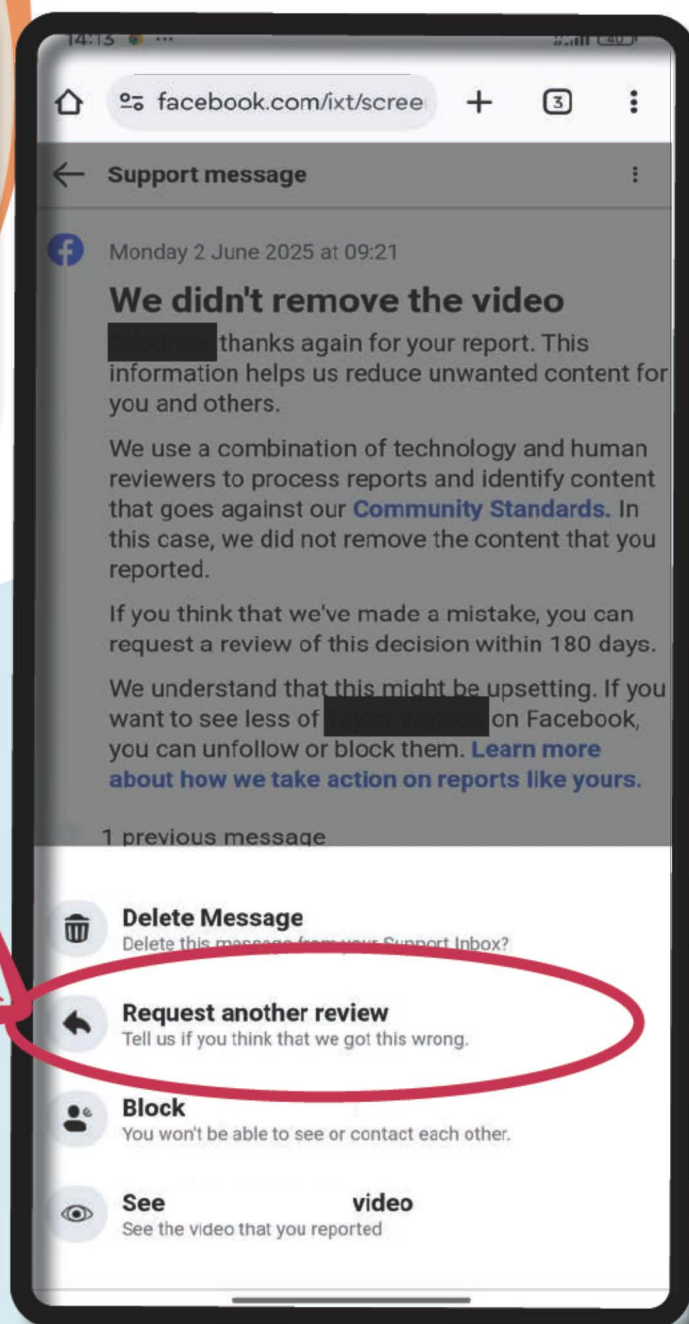 14:13
40
facebook.com/ixt/scree
3
Support message
Monday 2 June 2025 at 09:21
We didn't remove the video
thanks again for your report. This
information helps us reduce unwanted content for
you and others.
We use a combination of technology and human
reviewers to process reports and identify content
that goes against our Community Standards. In
this case, we did not remove the content that you
reported.
If you think that we've made a mistake, you can
request a review of this decision within 180 days.
We understand that this might be upsetting. If you
want to see less of on Facebook,
you can unfollow or block them. Learn more
about how we take action on reports like yours.
1 previous message
Delete Message
Delete this message from your Support Inbox?
Request another review
Tell us if you think that we got this wrong.
Block
You won't be able to see or contact each other.
See video
See the video that you reported